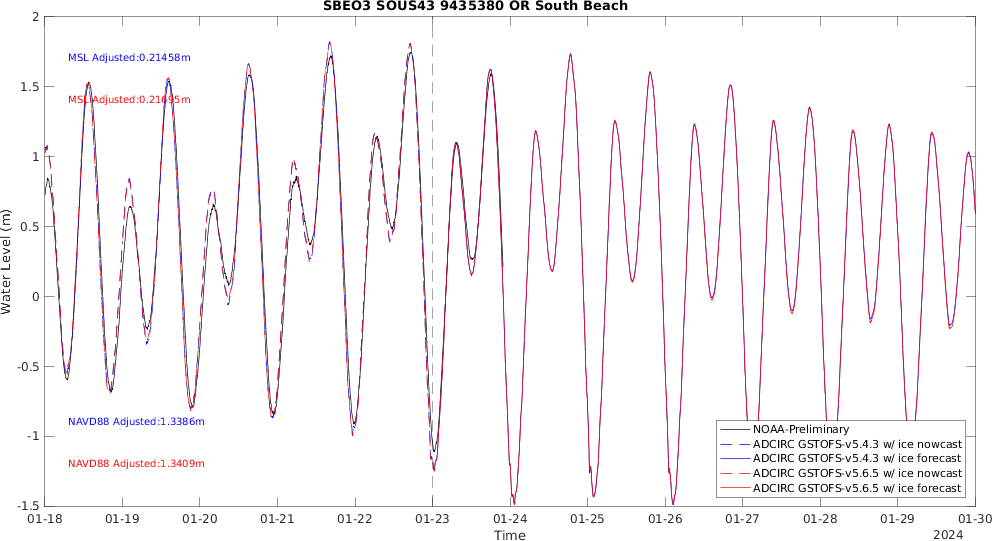 SBEO3 SOUS43 9435380 OR South Beach
MSL Adjusted:0.21458m
MSL Adjusted:0.21695m
NAVD88 Adjusted:1.3386m
NAVD88 Adjusted:1.3409m
Water Level (m)
2
1.5
1
0.5
0
-0.5
-1
-1.5
NOAA-Preliminary
ADCIRC GSTOFS-v5.4.3 w/ ice nowcast
ADCIRC GSTOFS-v5.4.3 w/ ice forecast
ADCIRC GSTOFS-v5.6.5 w/ ice nowcast
ADCIRC GSTOFS-v5.6.5 w/ ice forecast
01-18 01-19 01-20 01-21 01-22 01-23 01-24 01-25 01-26 01-27 01-28 01-29 01-30
Time
2024